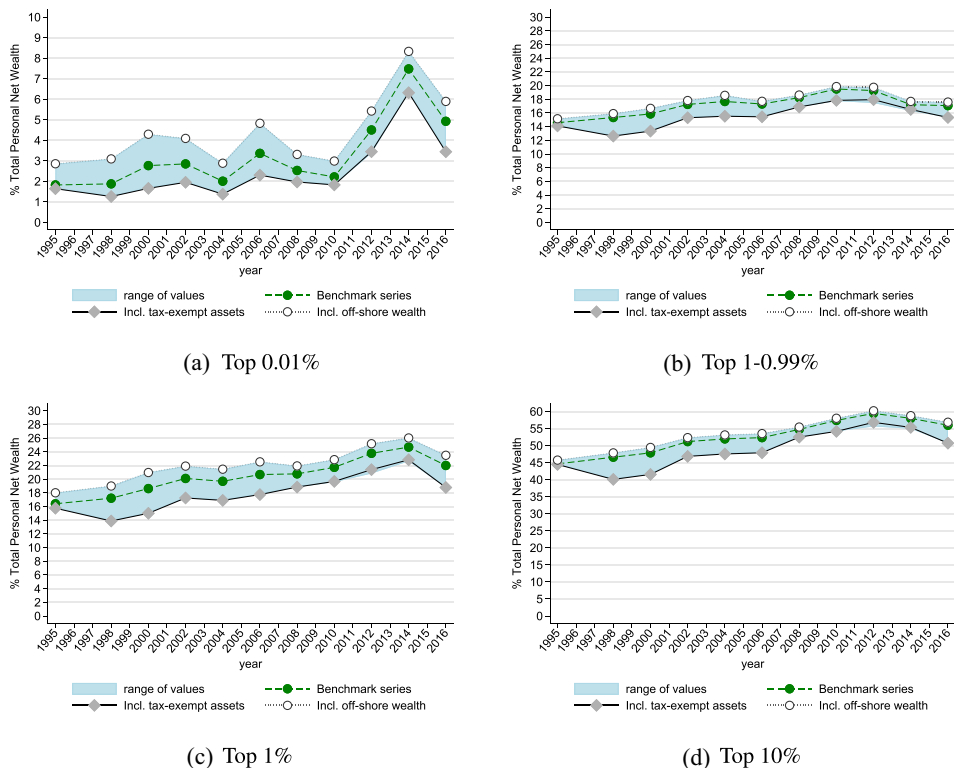 % Total Personal Net Wealth
10
9
8
7
6
5
4
3
2
1
0
1995 1996 1997 1998 1999 2000 2001 2002 2003 2004 2005 2006 2007 2008 2009 2010 2011 2012 2013 2014 2015 2016
year
range of values Benchmark series
Incl. tax-exempt assets Incl. off-shore wealth
(a) Top 0.01%
% Total Personal Net Wealth
30
28
26
24
22
20
18
16
14
12
10
8
6
4
2
0
1995 1996 1997 1998 1999 2000 2001 2002 2003 2004 2005 2006 2007 2008 2009 2010 2011 2012 2013 2014 2015 2016
year
range of values Benchmark series
Incl. tax-exempt assets Incl. off-shore wealth
(b) Top 1-0.99%
% Total Personal Net Wealth
30
28
26
24
22
20
18
16
14
12
10
8
6
4
2
0
1995 1996 1997 1998 1999 2000 2001 2002 2003 2004 2005 2006 2007 2008 2009 2010 2011 2012 2013 2014 2015 2016
year
range of values Benchmark series
Incl. tax-exempt assets Incl. off-shore wealth
(c) Top 1%
% Total Personal Net Wealth
60
55
50
45
40
35
30
25
20
15
10
5
0
1995 1996 1997 1998 1999 2000 2001 2002 2003 2004 2005 2006 2007 2008 2009 2010 2011 2012 2013 2014 2015 2016
year
range of values Benchmark series
Incl. tax-exempt assets Incl. off-shore wealth
(d) Top 10%